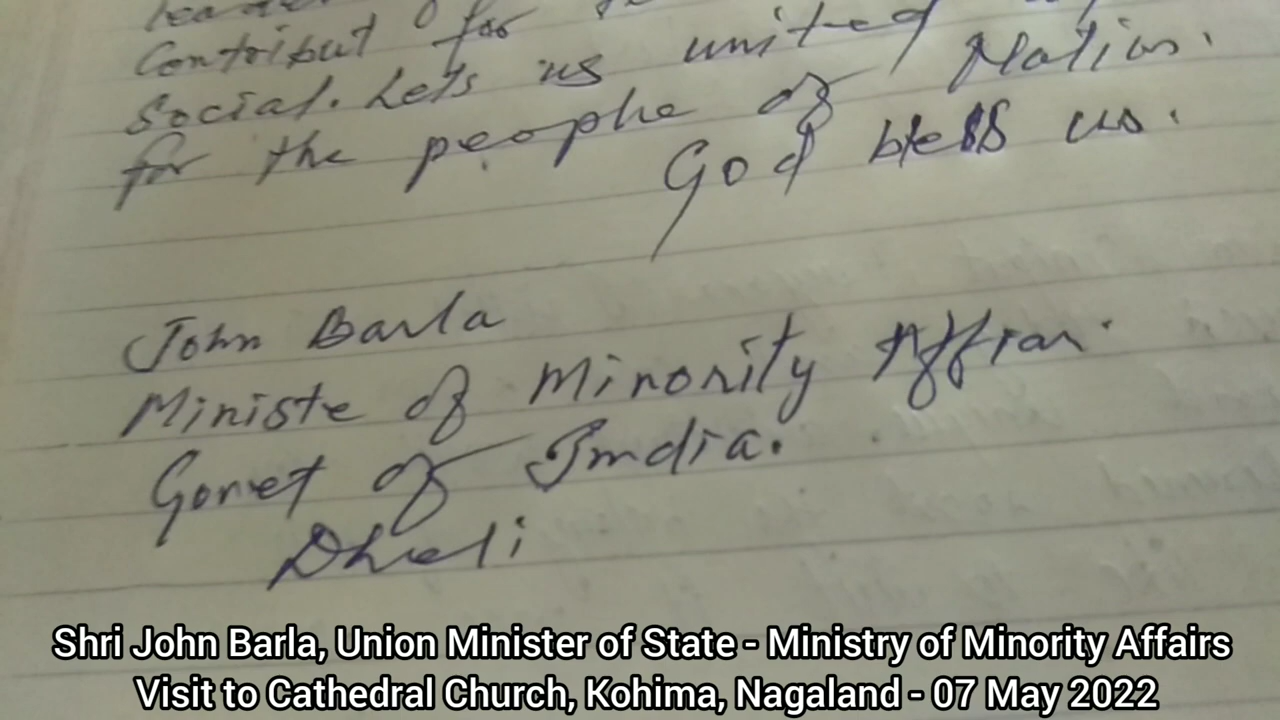 Contribut for
Social. Lets us united
for the peophe of Nation.
God bless us.
John Barla
Ministe of Minority Affiar.
Govet of India.
Dheli
Shri John Barla, Union Minister of State - Ministry of Minority Affairs
Visit to Cathedral Church, Kohima, Nagaland - 07 May 2022